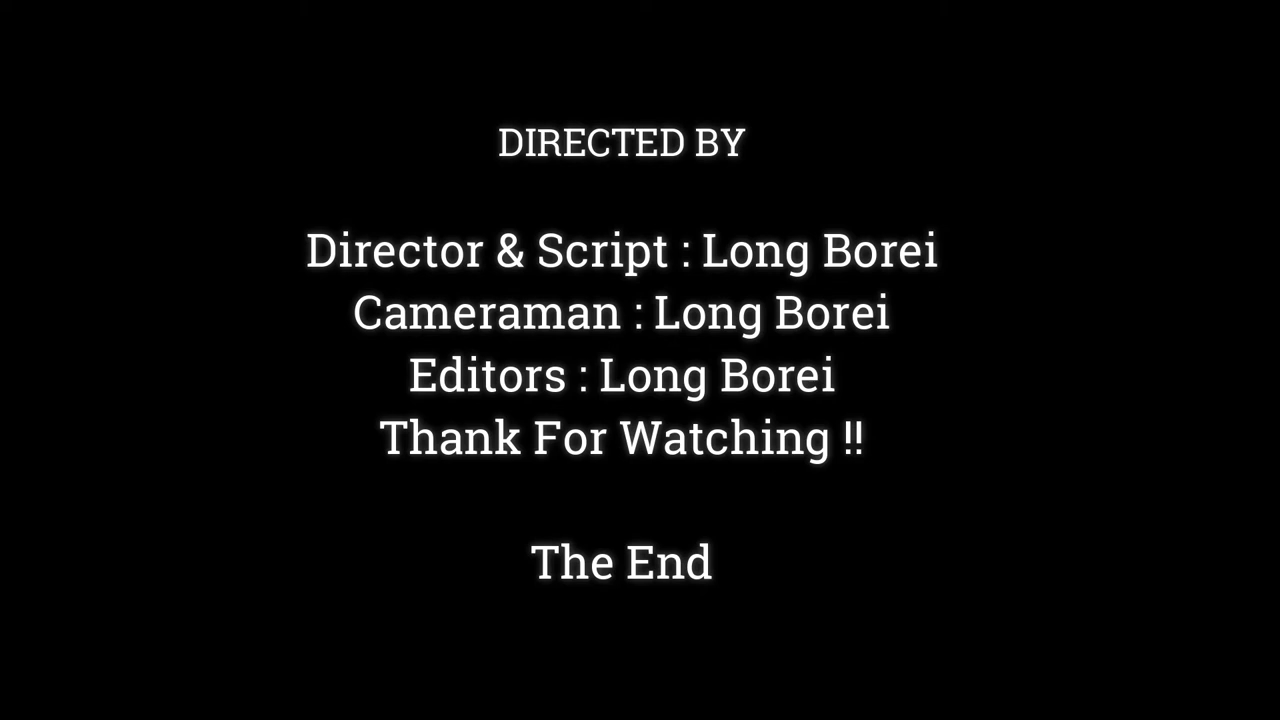 DIRECTED BY
Director & Script : Long Borei
Cameraman : Long Borei
Editors : Long Borei
Thank For Watching !!
The End